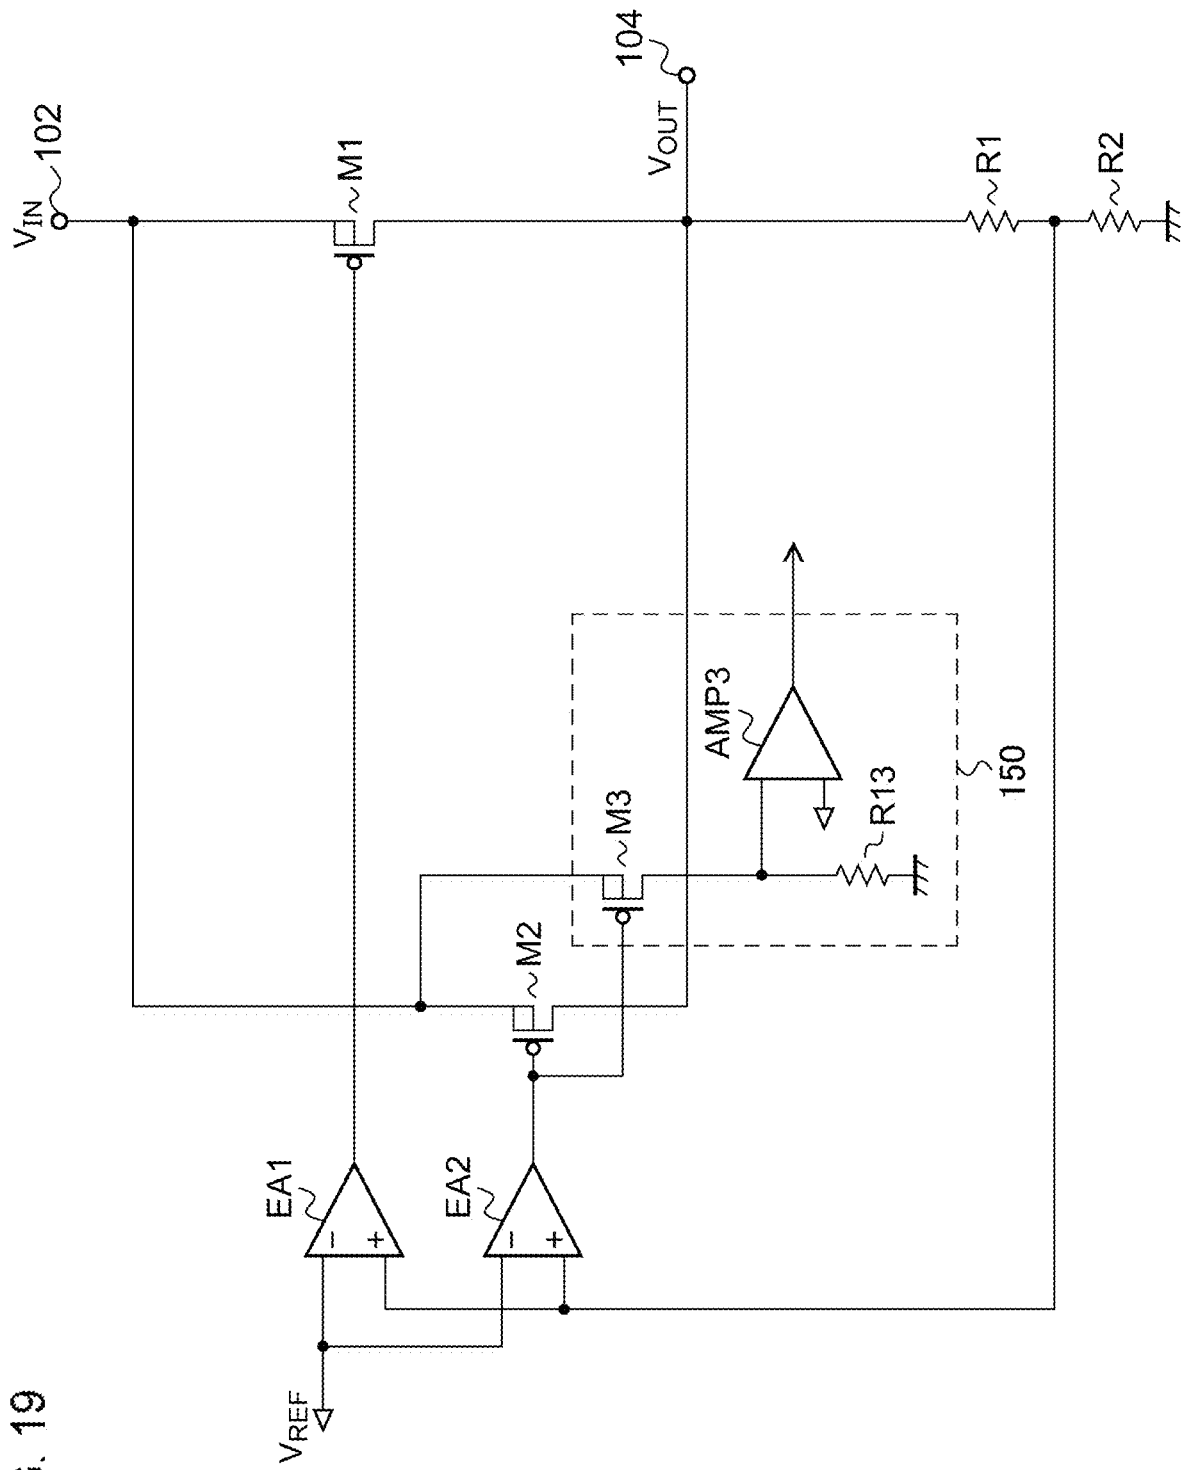 . 19
VIN
102
M1
VOUT
104
R1
R2
AMP3
M3
R13
150
M2
EA1
−
+
EA2
−
+
VREF